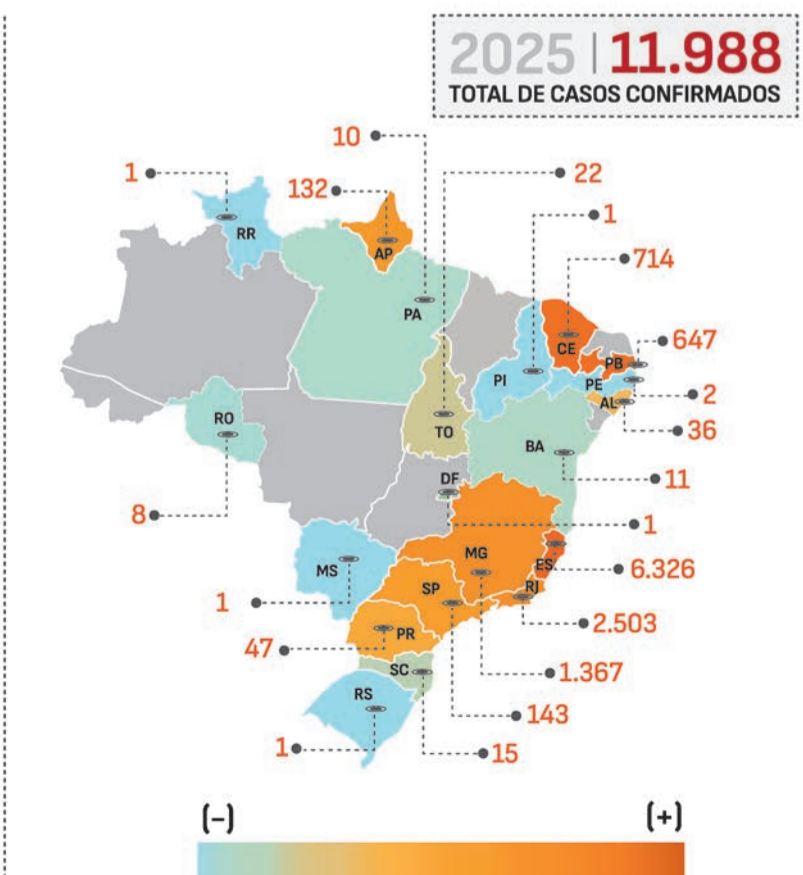 2025 | 11.988
TOTAL DE CASOS CONFIRMADOS
10
1
132
22
1
714
647
2
36
11
1
6.326
2.503
1.367
143
15
1
47
1
8
RR
AP
PA
CE
PB
PI
PE
AL
RO
TO
BA
DF
MG
MS
ES
RJ
SP
PR
SC
RS
(-)
(+)